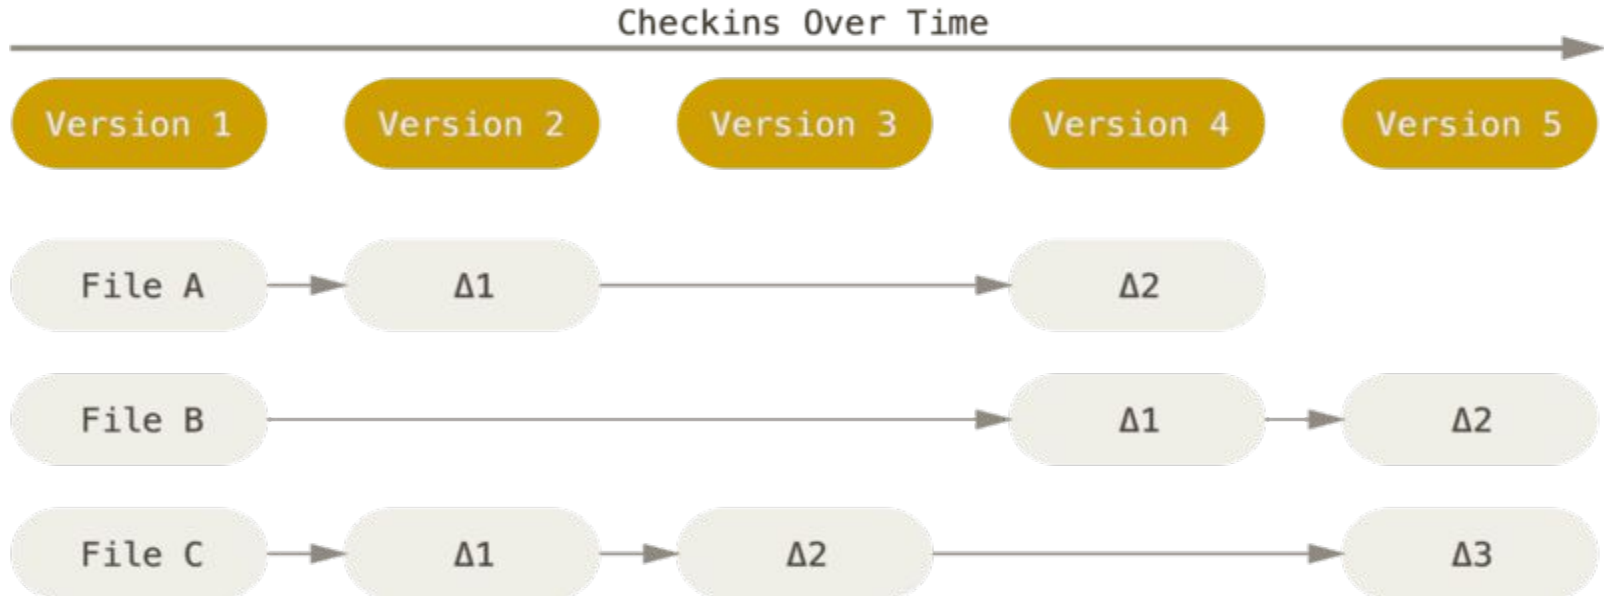 Checkins Over Time
Version 1 Version 2 Version 3 Version 4 Version 5
File A Δ1 Δ2
File B Δ1 Δ2
File C Δ1 Δ2 Δ3